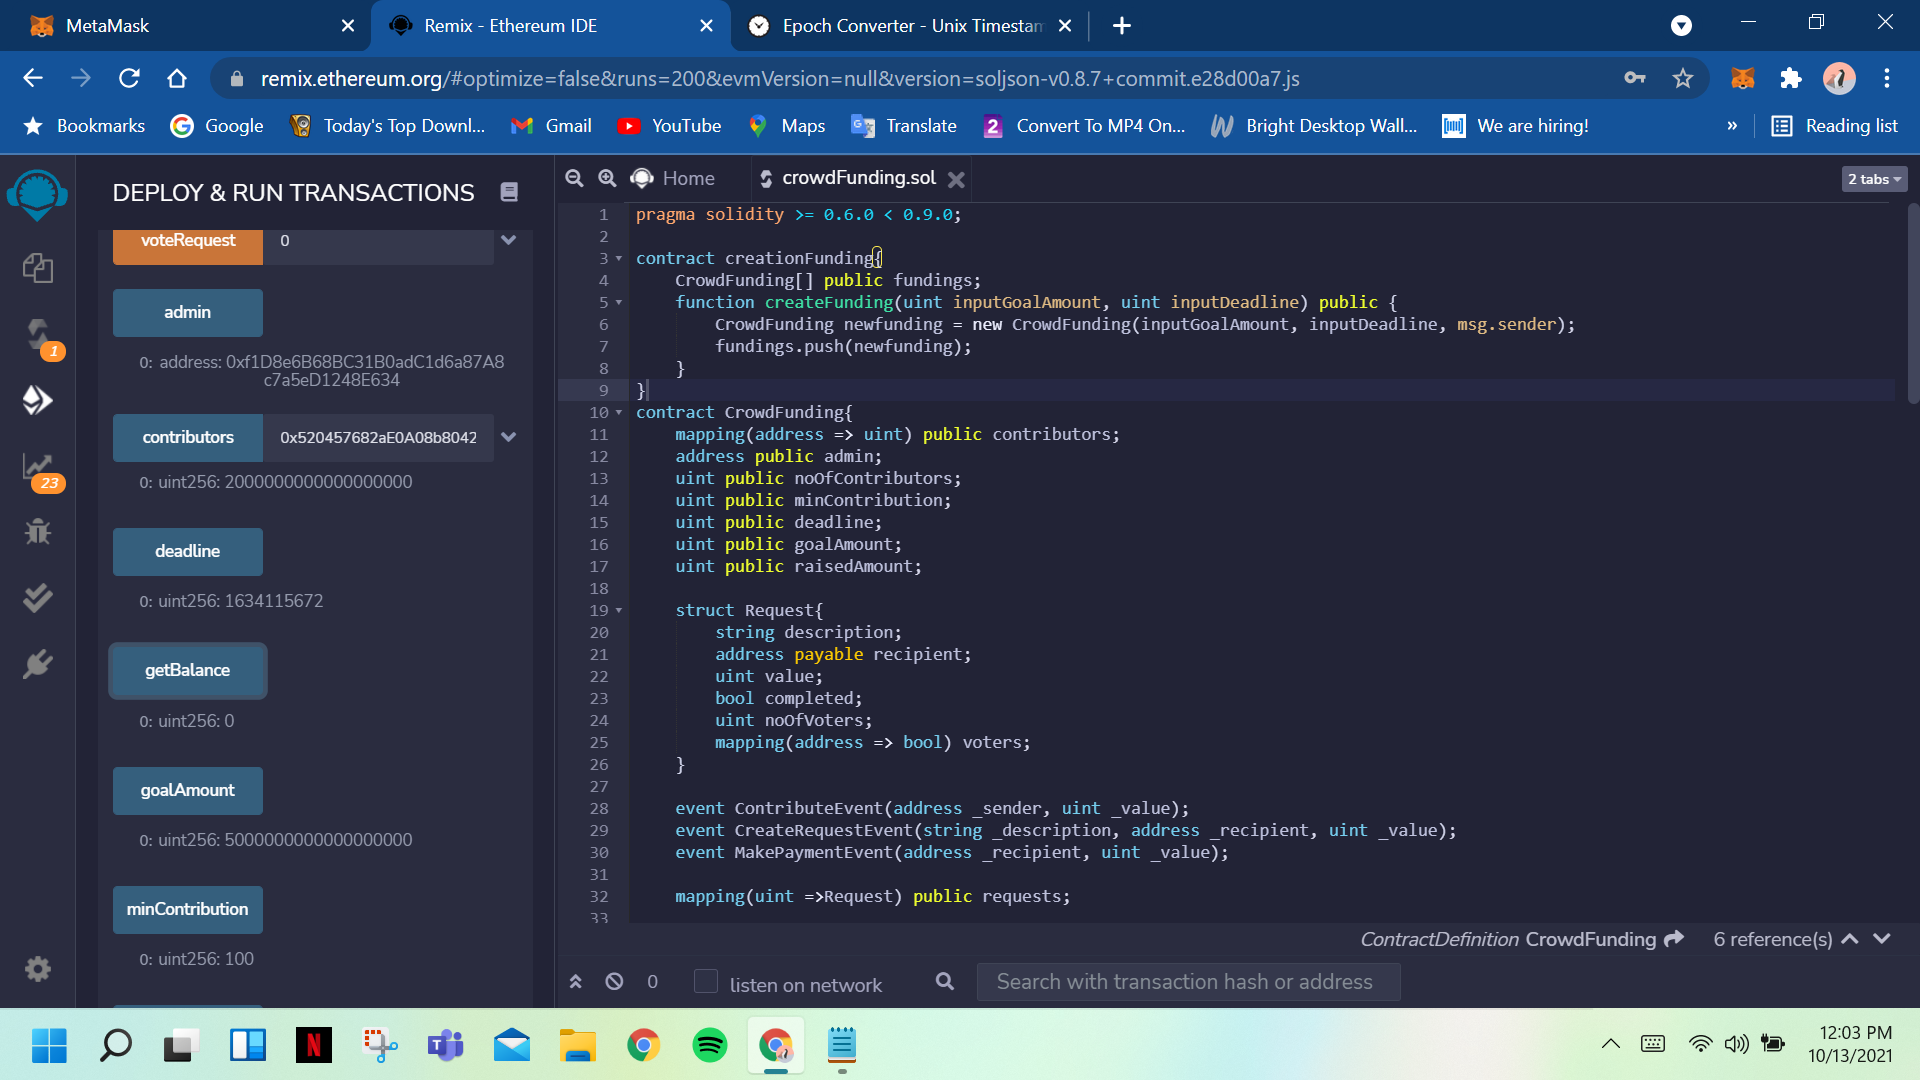 MetaMask
Remix - Ethereum IDE
Epoch Converter - Unix Timestam
remix.ethereum.org/#optimize=false&runs=200&evmVersion=null&version=soljson-v0.8.7+commit.e28d00a7.js
Bookmarks
Google
Today's Top Downl...
Gmail
YouTube
Maps
Translate
2
Convert To MP4 On...
Bright Desktop Wall...
We are hiring!
»
Reading list
DEPLOY & RUN TRANSACTIONS
voteRequest
0
admin
0: address: 0xf1D8e6B68BC31B0adC1d6a87A8
c7a5eD1248E634
contributors
0x520457682aE0A08b8042
0: uint256: 2000000000000000000
deadline
0: uint256: 1634115672
getBalance
0: uint256: 0
goalAmount
0: uint256: 5000000000000000000
minContribution
0: uint256: 100
1
23
Home
crowdFunding.sol
2 tabs
1 pragma solidity >= 0.6.0 < 0.9.0;
2
3 contract creationFunding{
4 CrowdFunding[] public fundings;
5 function createFunding(uint inputGoalAmount, uint inputDeadline) public {
6 CrowdFunding newfunding = new CrowdFunding(inputGoalAmount, inputDeadline, msg.sender);
7 fundings.push(newfunding);
8 }
9 }
10 contract CrowdFunding{
11 mapping(address => uint) public contributors;
12 address public admin;
13 uint public noOfContributors;
14 uint public minContribution;
15 uint public deadline;
16 uint public goalAmount;
17 uint public raisedAmount;
18
19 struct Request{
20 string description;
21 address payable recipient;
22 uint value;
23 bool completed;
24 uint noOfVoters;
25 mapping(address => bool) voters;
26 }
27
28 event ContributeEvent(address _sender, uint _value);
29 event CreateRequestEvent(string _description, address _recipient, uint _value);
30 event MakePaymentEvent(address _recipient, uint _value);
31
32 mapping(uint =>Request) public requests;
33
ContractDefinition CrowdFunding
6 reference(s)
0
listen on network
Search with transaction hash or address
12:03 PM
10/13/2021